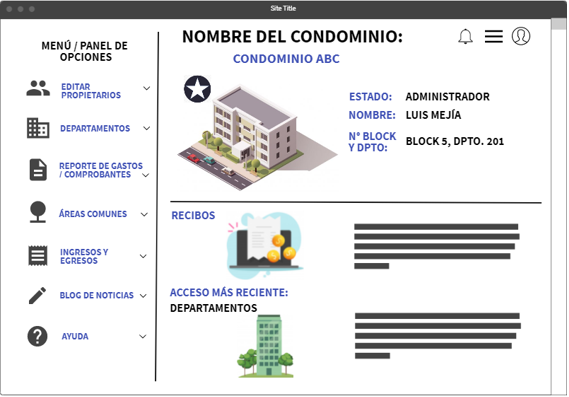 Site Title
MENÚ / PANEL DE
OPCIONES
EDITAR
PROPIETARIOS
DEPARTAMENTOS
REPORTE DE GASTOS
/ COMPROBANTES
ÁREAS COMUNES
INGRESOS Y
EGRESOS
BLOG DE NOTICIAS
AYUDA
NOMBRE DEL CONDOMINIO:
CONDOMINIO ABC
ESTADO: ADMINISTRADOR
NOMBRE: LUIS MEJÍA
N° BLOCK
Y DPTO:
BLOCK 5, DPTO. 201
RECIBOS
ACCESO MÁS RECIENTE:
DEPARTAMENTOS